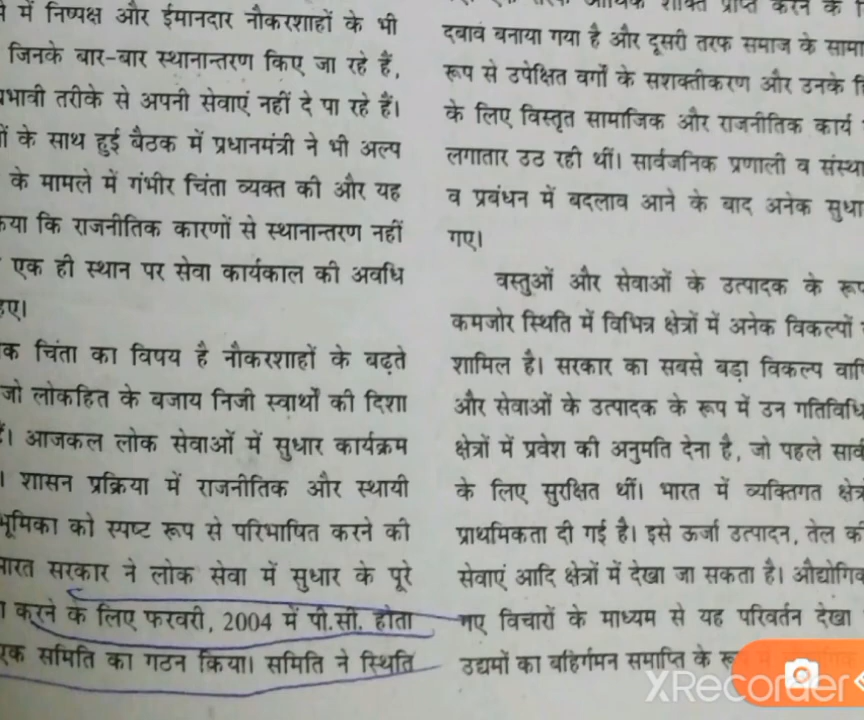 में निष्पक्ष और ईमानदार नौकरशाहों के भी
जिनके बार-बार स्थानान्तरण किए जा रहे हैं,
तरीके से अपनी सेवाएं नहीं दे पा रहे हैं।
के साथ हुई बैठक में प्रधानमंत्री ने भी अल्प
के मामले में गंभीर चिंता व्यक्त की और यह
कि राजनीतिक कारणों से स्थानान्तरण नहीं
एक ही स्थान पर सेवा कार्यकाल की अवधि
चिंता का विषय है नौकरशाहों के बढ़ते
जो लोकहित के बजाय निजी स्वार्थों की दिशा
आजकल लोक सेवाओं में सुधार कार्यक्रम
शासन प्रक्रिया में राजनीतिक और स्थायी
भूमिका को स्पष्ट रूप से परिभाषित करने की
सरकार ने लोक सेवा में सुधार के पूरे
करने के लिए फरवरी, 2004 में पी.सी. होता
एक समिति का गठन किया। समिति ने स्थिति
दबाव बनाया गया है और दूसरी तरफ समाज के
रूप से उपेक्षित वर्गों के सशक्तीकरण और उनके
के लिए विस्तृत सामाजिक और राजनीतिक कार्य
लगातार उठ रही थीं। सार्वजनिक प्रणाली व
व प्रबंधन में बदलाव आने के बाद अनेक
गए।
वस्तुओं और सेवाओं के उत्पादक के
कमजोर स्थिति में विभिन्न क्षेत्रों में अनेक विकल्पों
शामिल है। सरकार का सबसे बड़ा विकल्प
और सेवाओं के उत्पादक के रूप में उन
क्षेत्रों में प्रवेश की अनुमति देना है, जो पहले
के लिए सुरक्षित थीं। भारत में व्यक्तिगत
प्राथमिकता दी गई है। इसे ऊर्जा उत्पादन, तेल
सेवाएं आदि क्षेत्रों में देखा जा सकता है।
नए विचारों के माध्यम से यह परिवर्तन देखा
उद्यमों का बहिर्गमन समाप्ति के
XRecorder